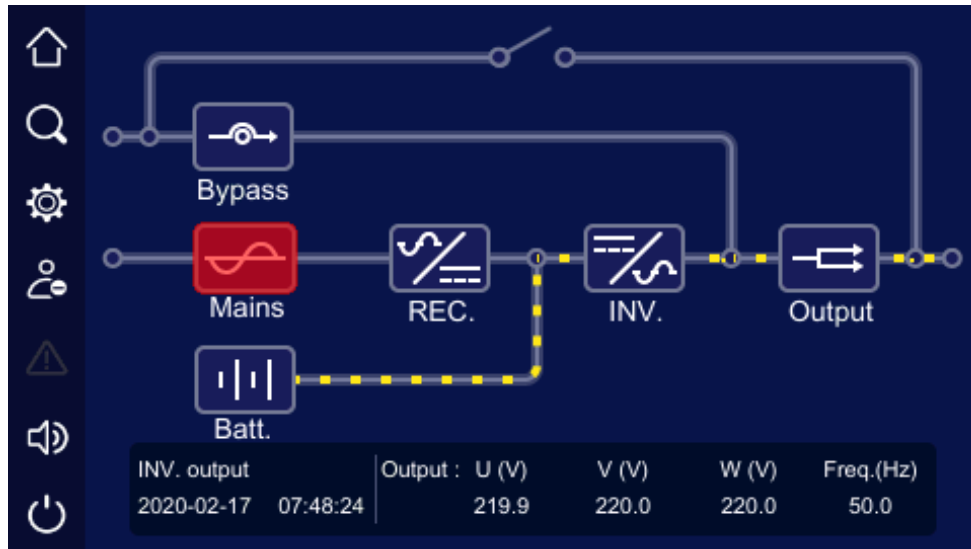 Bypass
Mains
REC.
INV.
Output
Batt.
INV. output Output : U (V) V (V) W (V) Freq.(Hz)
2020-02-17 07:48:24 219.9 220.0 220.0 50.0